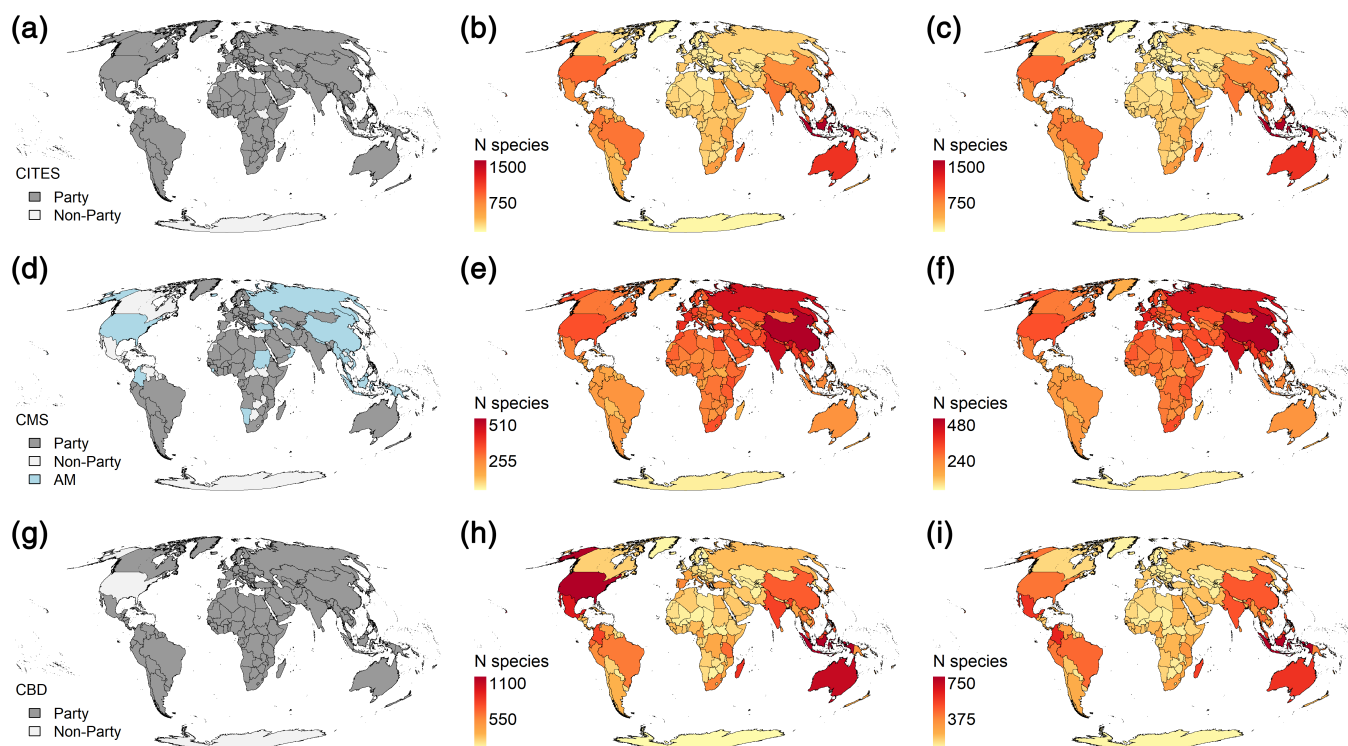 (a)
CITES
Party
Non-Party
(b)
N species
1500
750
(c)
N species
1500
750
(d)
CMS
Party
Non-Party
AM
(e)
N species
510
255
(f)
N species
480
240
(g)
CBD
Party
Non-Party
(h)
N species
1100
550
(i)
N species
750
375